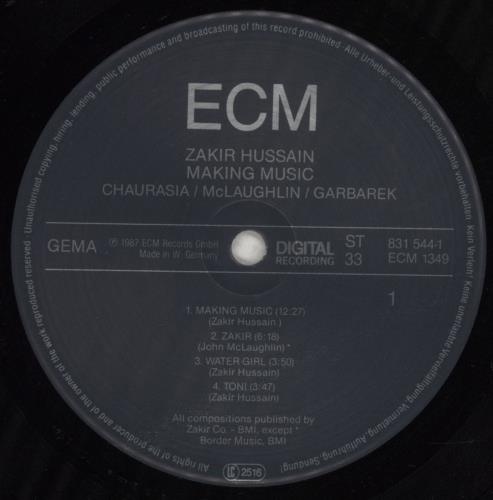 ECM
ZAKIR HUSSAIN
MAKING MUSIC
CHAURASIA / McLAUGHLIN / GARBAREK
GEMA
℗ 1987 ECM Records GmbH
Made in W. Germany
DIGITAL
RECORDING
ST
33
831 544-1
ECM 1349
1
1. MAKING MUSIC (12:27)
(Zakir Hussain )
2. ZAKIR (6:18)
(John McLaughlin) *
3. WATER GIRL (3:50)
(Zakir Hussain)
4. TONI (3:47)
(Zakir Hussain)
All compositions published by
Zakir Co. - BMI, except *
Border Music, BMI
LC 2516
All rights of the producer and of the owner of the work reproduced reserved · Unauthorised copying, hiring, lending, public performance and broadcasting of this record prohibited · Alle Urheber- und Leistungsschutzrechte vorbehalten · Kein Verleih! Keine unerlaubte Vervielfältigung, Vermietung, Aufführung, Sendung!